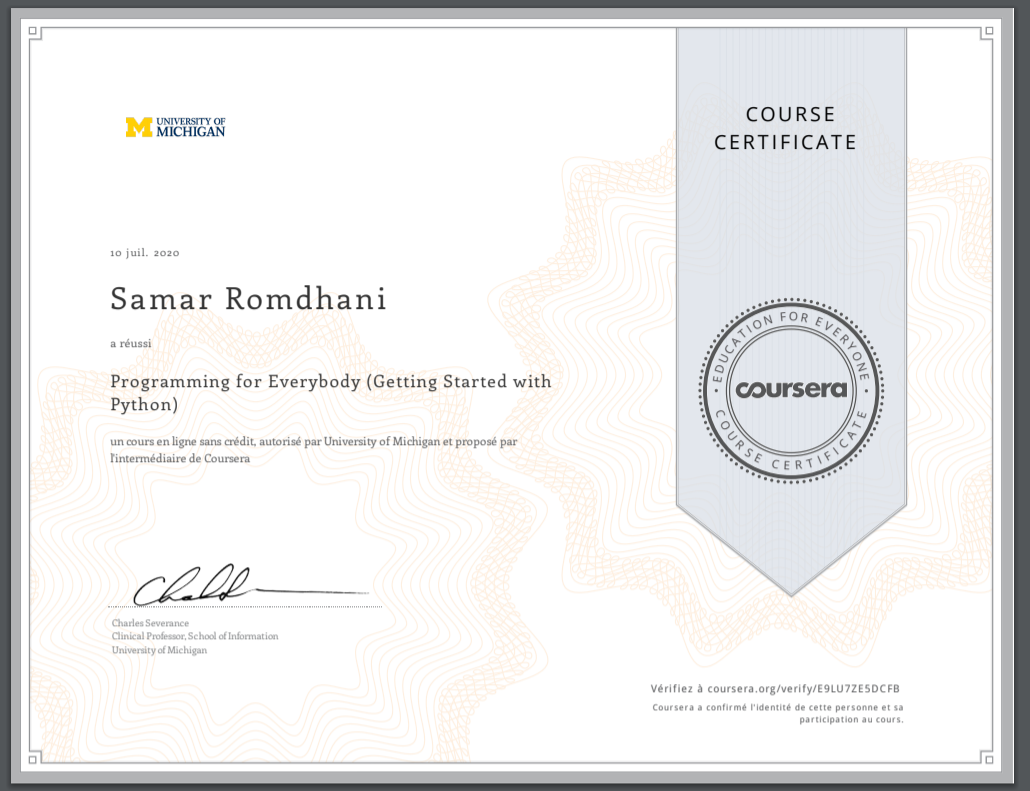 UNIVERSITY OF
MICHIGAN
COURSE
CERTIFICATE
10 juil. 2020
Samar Romdhani
a réussi
Programming for Everybody (Getting Started with
Python)
un cours en ligne sans crédit, autorisé par University of Michigan et proposé par
l'intermédiaire de Coursera
EDUCATION FOR EVERYONE
coursera
COURSE CERTIFICATE
Charles Severance
Clinical Professor, School of Information
University of Michigan
Vérifiez à coursera.org/verify/E9LU7ZE5DCFB
Coursera a confirmé l'identité de cette personne et sa
participation au cours.